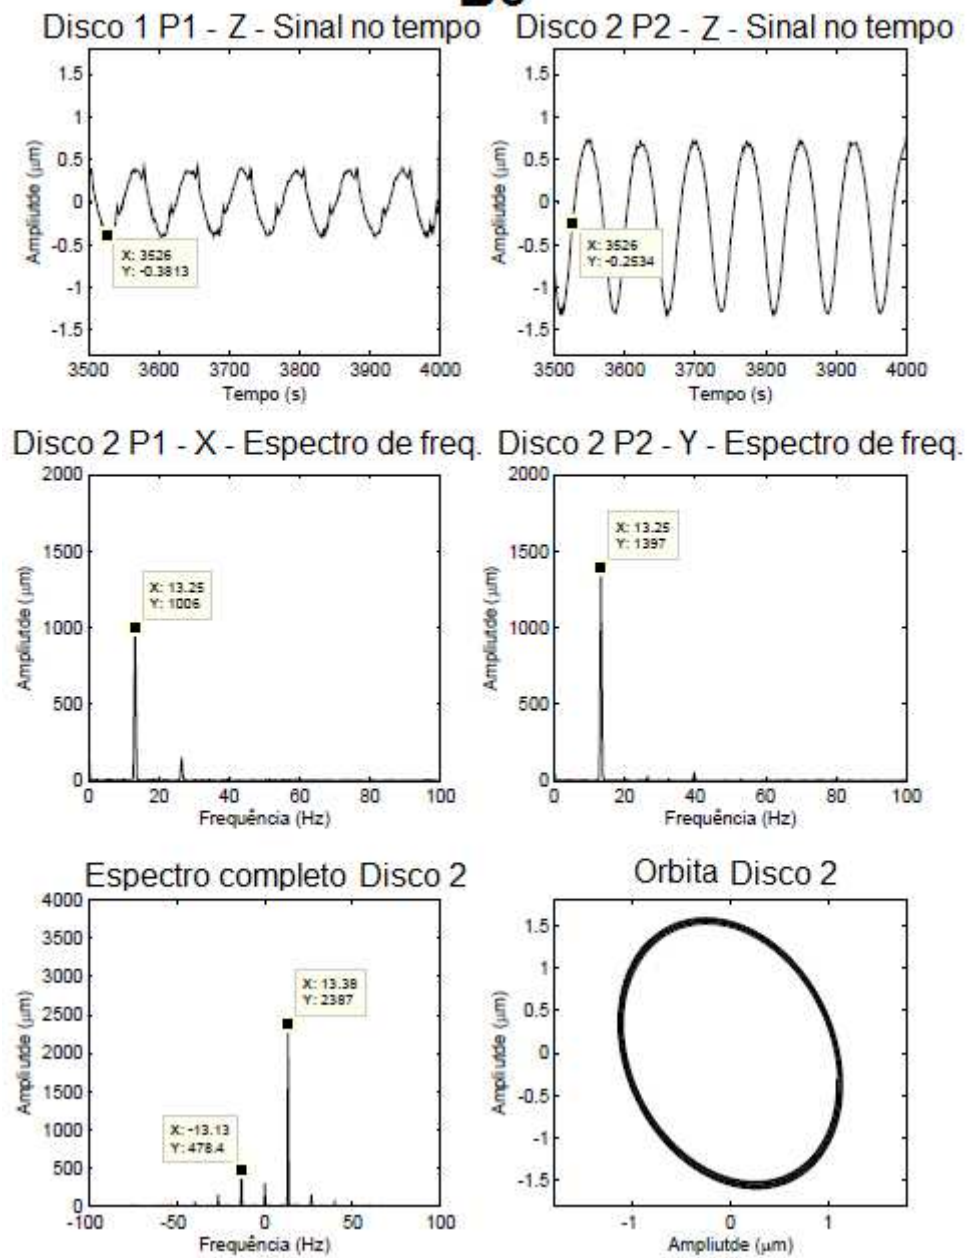 Disco 1 P1 - Z - Sinal no tempo
Disco 2 P2 - Z - Sinal no tempo
1.5
1
0.5
0
-0.5
-1
-1.5
Ampliutde (μm)
X: 3526
Y: -0.3813
3500 3600 3700 3800 3900 4000
Tempo (s)
1.5
1
0.5
0
-0.5
-1
-1.5
Ampliutde (μm)
X: 3526
Y: -0.2534
3500 3600 3700 3800 3900 4000
Tempo (s)
Disco 2 P1 - X - Espectro de freq.
Disco 2 P2 - Y - Espectro de freq.
2000
1500
1000
500
0
Ampliutde (μm)
X: 13.25
Y: 1006
0 20 40 60 80 100
Frequência (Hz)
2000
1500
1000
500
0
Ampliutde (μm)
X: 13.25
Y: 1397
0 20 40 60 80 100
Frequência (Hz)
Espectro completo Disco 2
Orbita Disco 2
4000
3500
3000
2500
2000
1500
1000
500
0
Ampliutde (μm)
X: 13.38
Y: 2387
X: -13.13
Y: 478.4
-100 -50 0 50 100
Frequência (Hz)
1.5
1
0.5
0
-0.5
-1
-1.5
Ampliutde (μm)
-1 0 1
Ampliutde (μm)